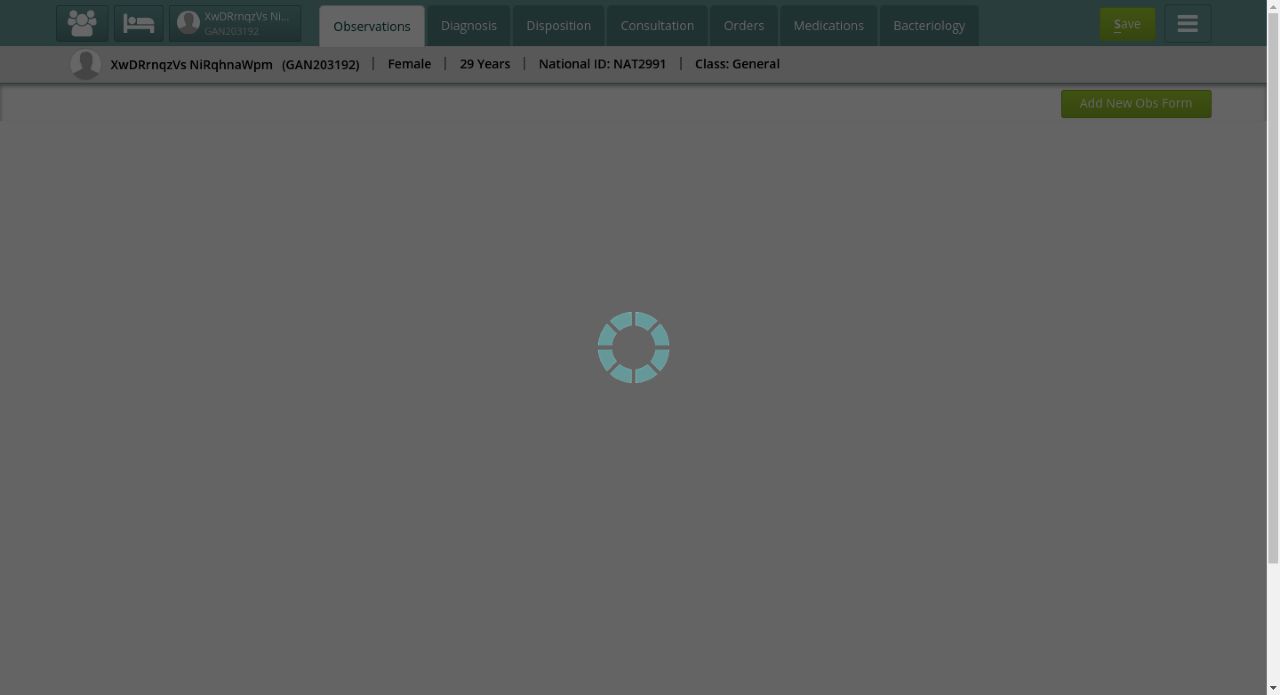 XwDRrnqzVs Ni...
GAN203192
Observations
Diagnosis
Disposition
Consultation
Orders
Medications
Bacteriology
Save
XwDRrnqzVs NiRqhnaWpm (GAN203192) | Female | 29 Years | National ID: NAT2991 | Class: General
Add New Obs Form